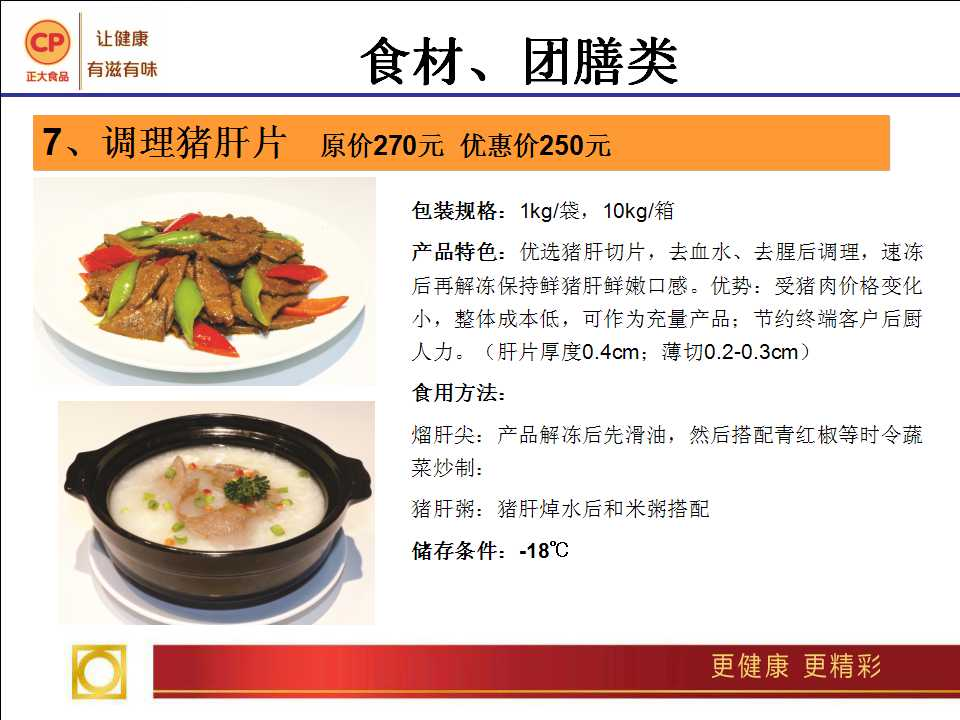 CP
正大食品
让健康
有滋有味
食材、团膳类
7、调理猪肝片 原价270元 优惠价250元
包装规格：1kg/袋，10kg/箱
产品特色：优选猪肝切片，去血水、去腥后调理，速冻
后再解冻保持鲜猪肝鲜嫩口感。优势：受猪肉价格变化
小，整体成本低，可作为充量产品；节约终端客户后厨
人力。（肝片厚度0.4cm；薄切0.2-0.3cm）
食用方法：
熘肝尖：产品解冻后先滑油，然后搭配青红椒等时令蔬
菜炒制：
猪肝粥：猪肝焯水后和米粥搭配
储存条件：-18℃
更健康 更精彩